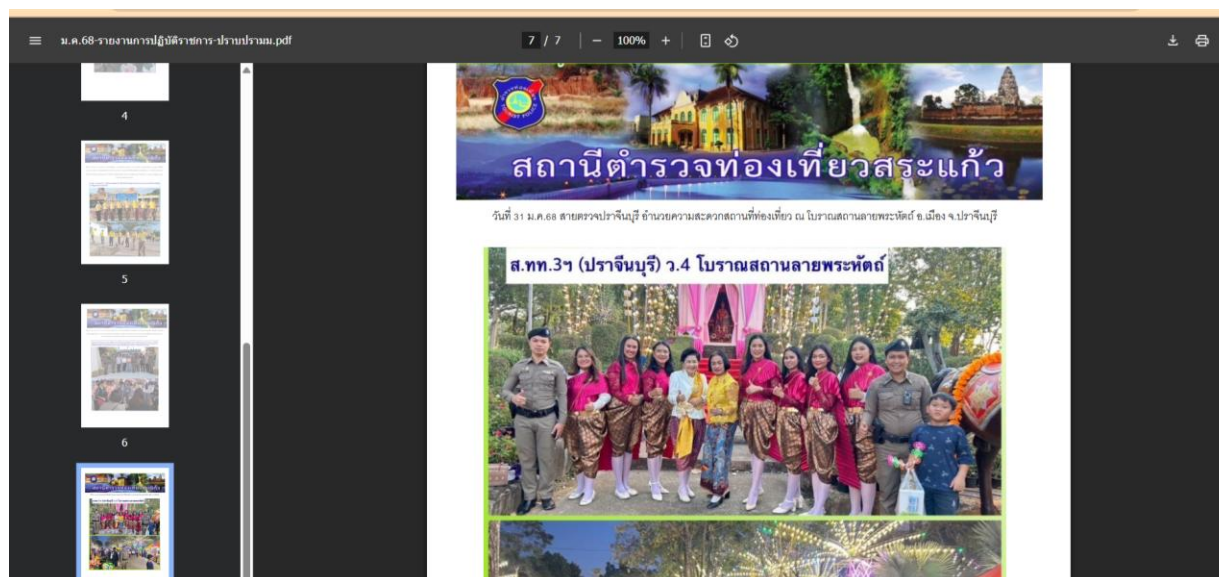 ม.ค.68-รายงานการปฏิบัติราชการ-ปราบปรามม.pdf
7 / 7 | − 100% +
4
5
6
สถานีตำรวจท่องเที่ยวสระแก้ว
วันที่ 31 ม.ค.68 สายตรวจปราจีนบุรี อำนวยความสะดวกสถานที่ท่องเที่ยว ณ โบราณสถานลายพระหัตถ์ อ.เมือง จ.ปราจีนบุรี
ส.ทท.3ฯ (ปราจีนบุรี) ว.4 โบราณสถานลายพระหัตถ์